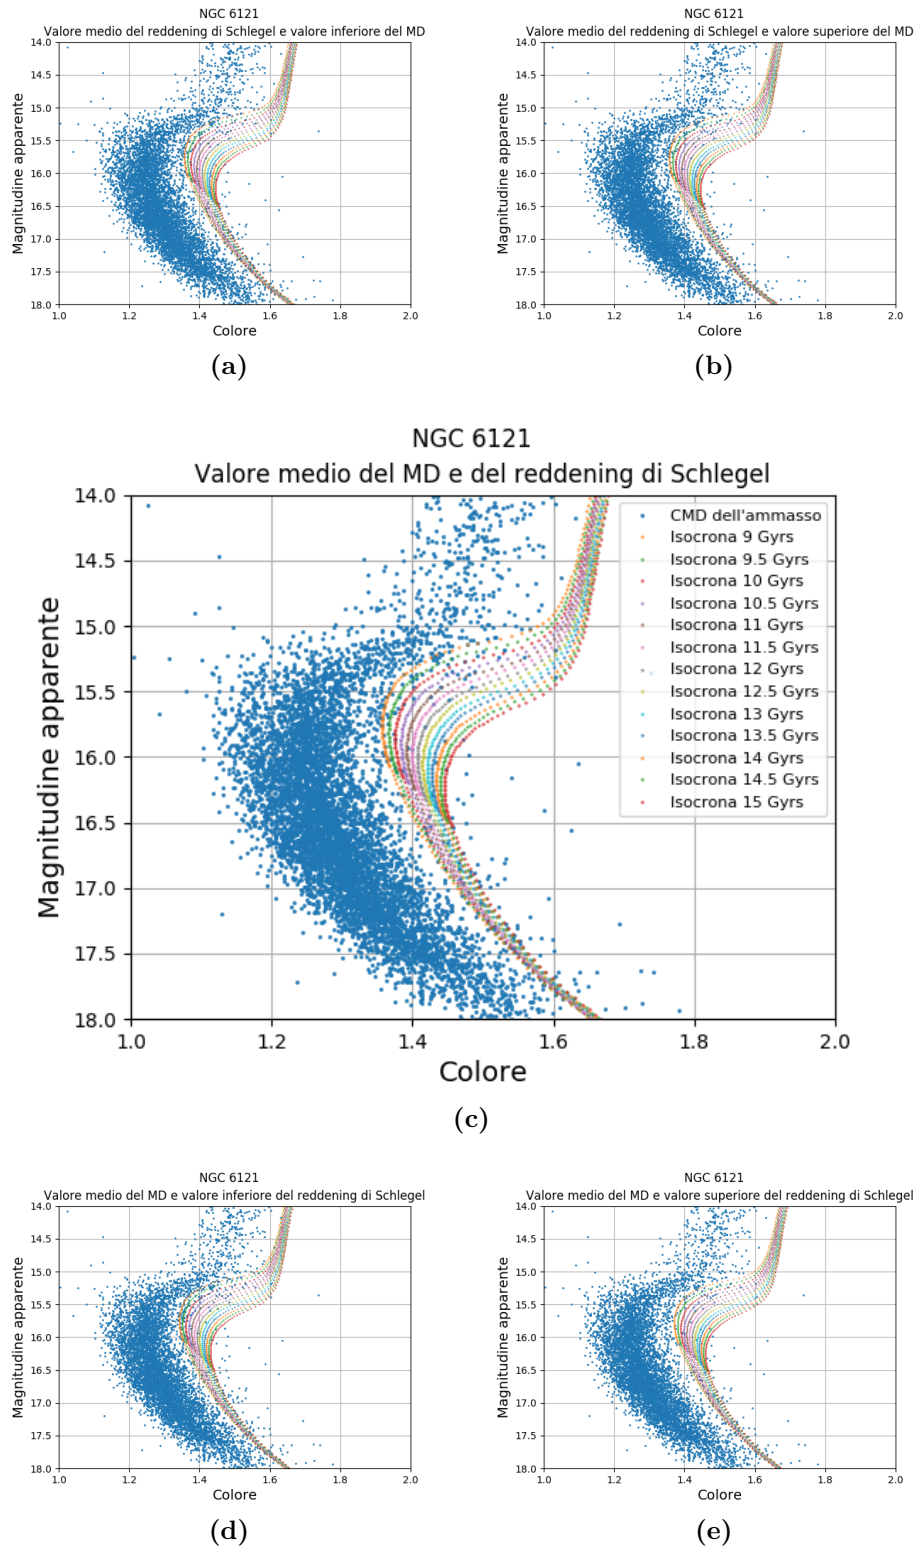 NGC 6121
Valore medio del reddening di Schlegel e valore inferiore del MD
14.0
14.5
15.0
15.5
16.0
16.5
17.0
17.5
18.0
Magnitudine apparente
1.0 1.2 1.4 1.6 1.8 2.0
Colore
(a)
NGC 6121
Valore medio del reddening di Schlegel e valore superiore del MD
14.0
14.5
15.0
15.5
16.0
16.5
17.0
17.5
18.0
Magnitudine apparente
1.0 1.2 1.4 1.6 1.8 2.0
Colore
(b)
NGC 6121
Valore medio del MD e del reddening di Schlegel
14.0
14.5
15.0
15.5
16.0
16.5
17.0
17.5
18.0
Magnitudine apparente
CMD dell'ammasso
Isocrona 9 Gyrs
Isocrona 9.5 Gyrs
Isocrona 10 Gyrs
Isocrona 10.5 Gyrs
Isocrona 11 Gyrs
Isocrona 11.5 Gyrs
Isocrona 12 Gyrs
Isocrona 12.5 Gyrs
Isocrona 13 Gyrs
Isocrona 13.5 Gyrs
Isocrona 14 Gyrs
Isocrona 14.5 Gyrs
Isocrona 15 Gyrs
1.0 1.2 1.4 1.6 1.8 2.0
Colore
(c)
NGC 6121
Valore medio del MD e valore inferiore del reddening di Schlegel
14.0
14.5
15.0
15.5
16.0
16.5
17.0
17.5
18.0
Magnitudine apparente
1.0 1.2 1.4 1.6 1.8 2.0
Colore
(d)
NGC 6121
Valore medio del MD e valore superiore del reddening di Schlegel
14.0
14.5
15.0
15.5
16.0
16.5
17.0
17.5
18.0
Magnitudine apparente
1.0 1.2 1.4 1.6 1.8 2.0
Colore
(e)